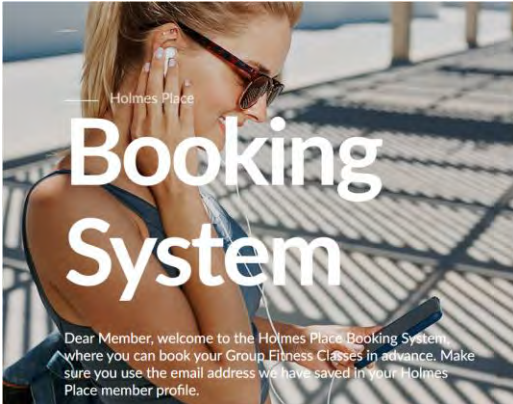 Holmes Place
Booking
System
Dear Member, welcome to the Holmes Place Booking System,
where you can book your Group Fitness Classes in advance. Make
sure you use the email address we have saved in your Holmes
Place member profile.